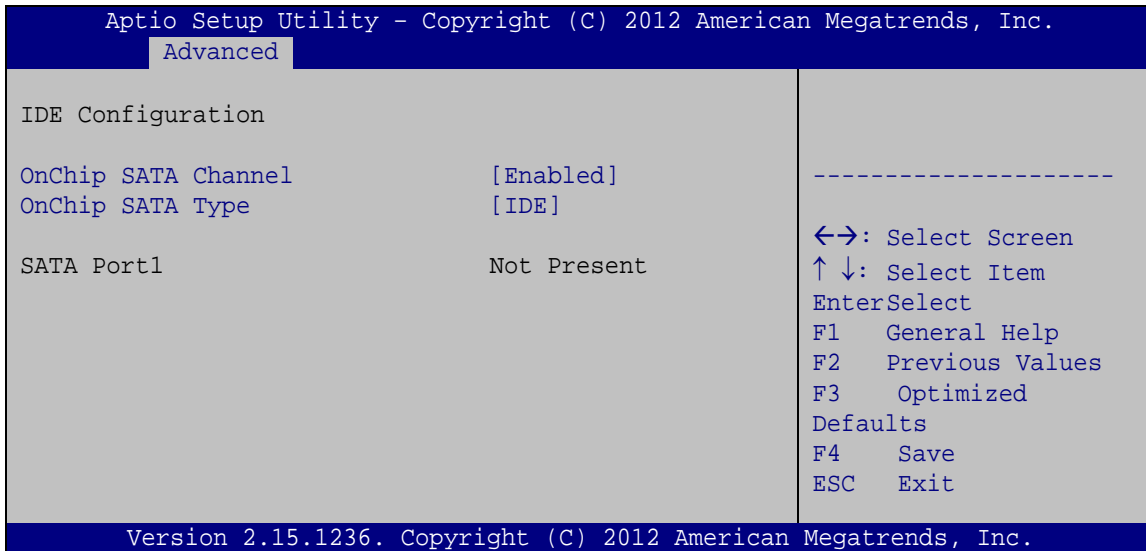 Aptio Setup Utility – Copyright (C) 2012 American Megatrends, Inc.
Advanced
IDE Configuration
OnChip SATA Channel [Enabled]
OnChip SATA Type [IDE]
SATA Port1 Not Present
---------------------
←→: Select Screen
↑ ↓: Select Item
EnterSelect
F1 General Help
F2 Previous Values
F3 Optimized
Defaults
F4 Save
ESC Exit
Version 2.15.1236. Copyright (C) 2012 American Megatrends, Inc.